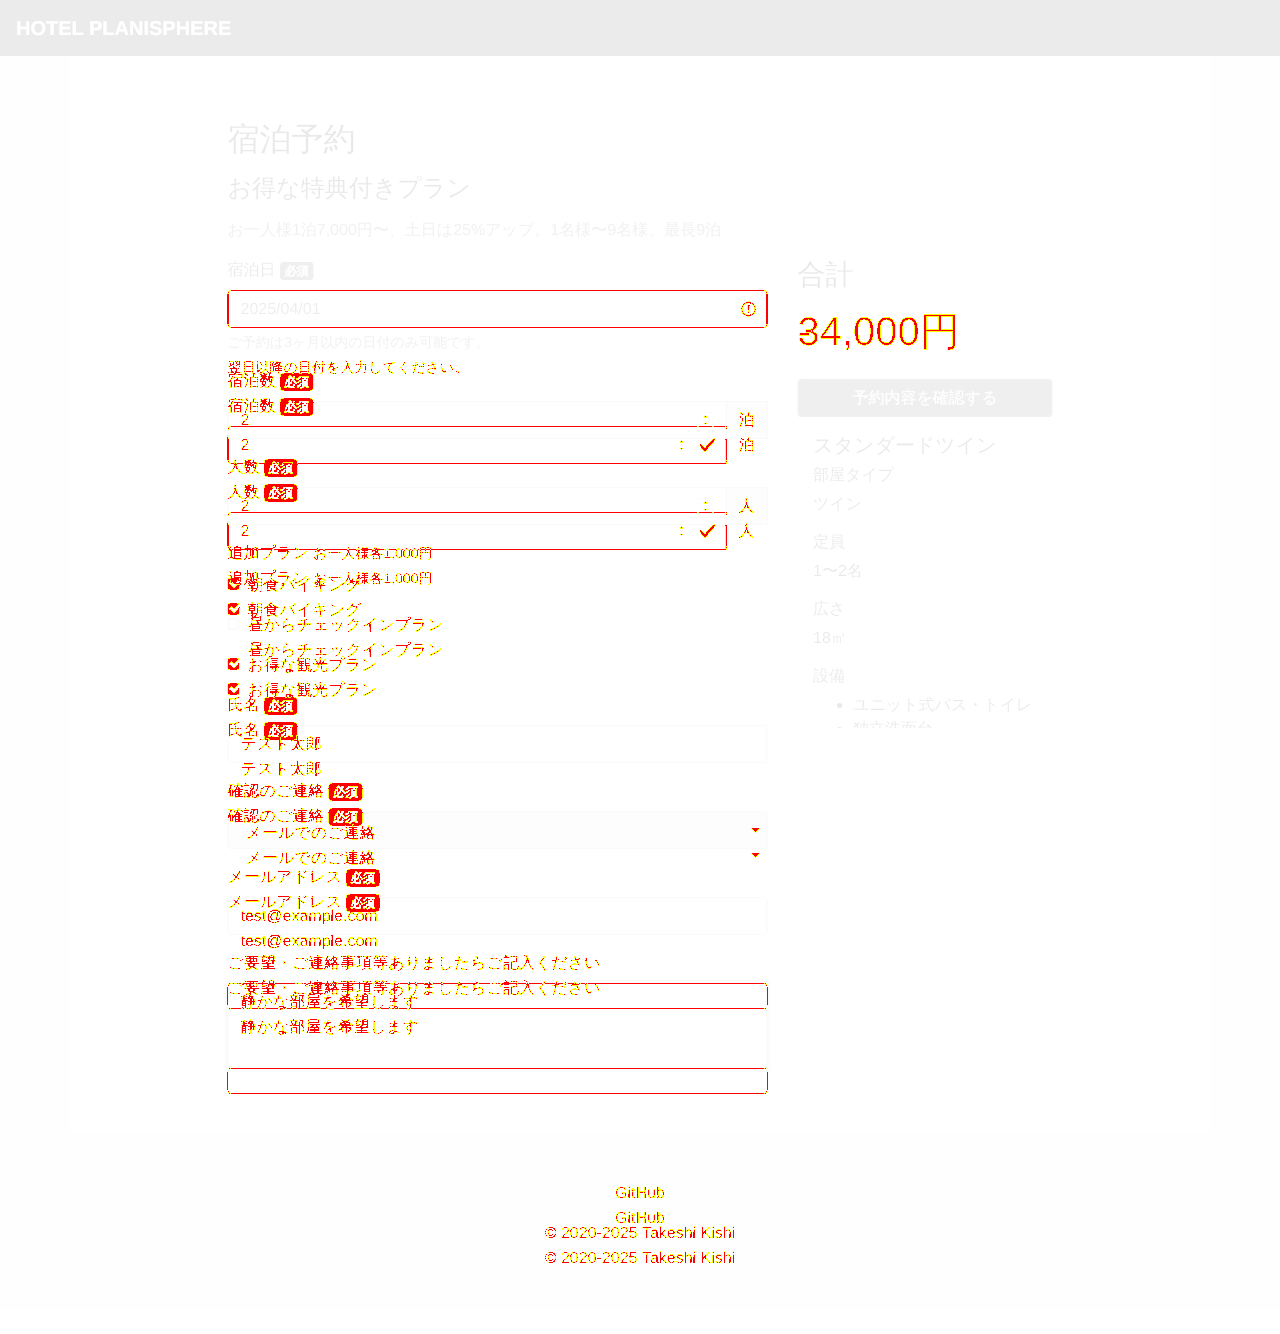 HOTEL PLANISPHERE
宿泊予約
お得な特典付きプラン
お一人様1泊7,000円〜、土日は25%アップ。1名様〜9名様、最長9泊
宿泊日 必須
2025/04/01
ご予約は3ヶ月以内の日付のみ可能です。
翌日以降の日付を入力してください。
宿泊数 必須
宿泊数 必須
2 泊
2 泊
人数 必須
人数 必須
2 人
2 人
追加プラン お一人様各1,000円
追加プラン お一人様各1,000円
朝食バイキング
朝食バイキング
昼からチェックインプラン
昼からチェックインプラン
お得な観光プラン
お得な観光プラン
氏名 必須
氏名 必須
テスト太郎
テスト太郎
確認のご連絡 必須
確認のご連絡 必須
メールでのご連絡
メールでのご連絡
メールアドレス 必須
メールアドレス 必須
test@example.com
test@example.com
ご要望・ご連絡事項等ありましたらご記入ください
ご要望・ご連絡事項等ありましたらご記入ください
静かな部屋を希望します
静かな部屋を希望します
合計
34,000円
予約内容を確認する
スタンダードツイン
部屋タイプ
ツイン
定員
1〜2名
広さ
18㎡
設備
ユニット式バス・トイレ
独立洗面台
GitHub
GitHub
© 2020-2025 Takeshi Kishi
© 2020-2025 Takeshi Kishi